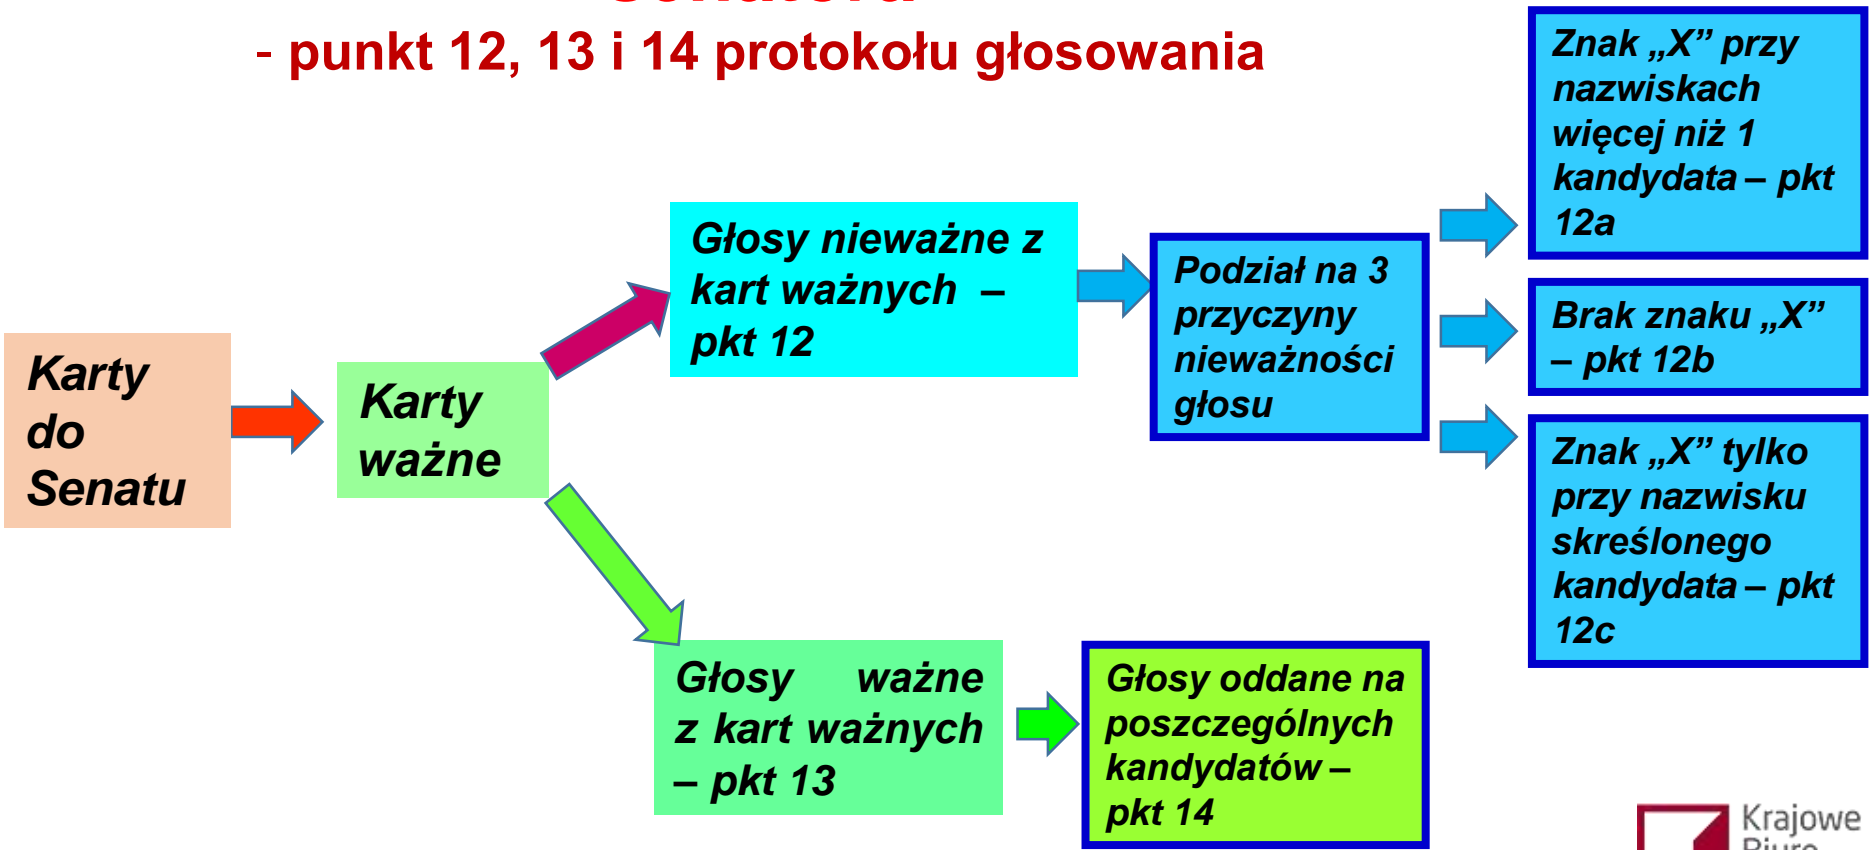 - punkt 12, 13 i 14 protokołu głosowania
Karty
do
Senatu
Karty
ważne
Głosy nieważne z
kart ważnych –
pkt 12
Podział na 3
przyczyny
nieważności
głosu
Znak „X” przy
nazwiskach
więcej niż 1
kandydata – pkt
12a
Brak znaku „X”
– pkt 12b
Znak „X” tylko
przy nazwisku
skreślonego
kandydata – pkt
12c
Głosy ważne
z kart ważnych
– pkt 13
Głosy oddane na
poszczególnych
kandydatów –
pkt 14
Krajowe